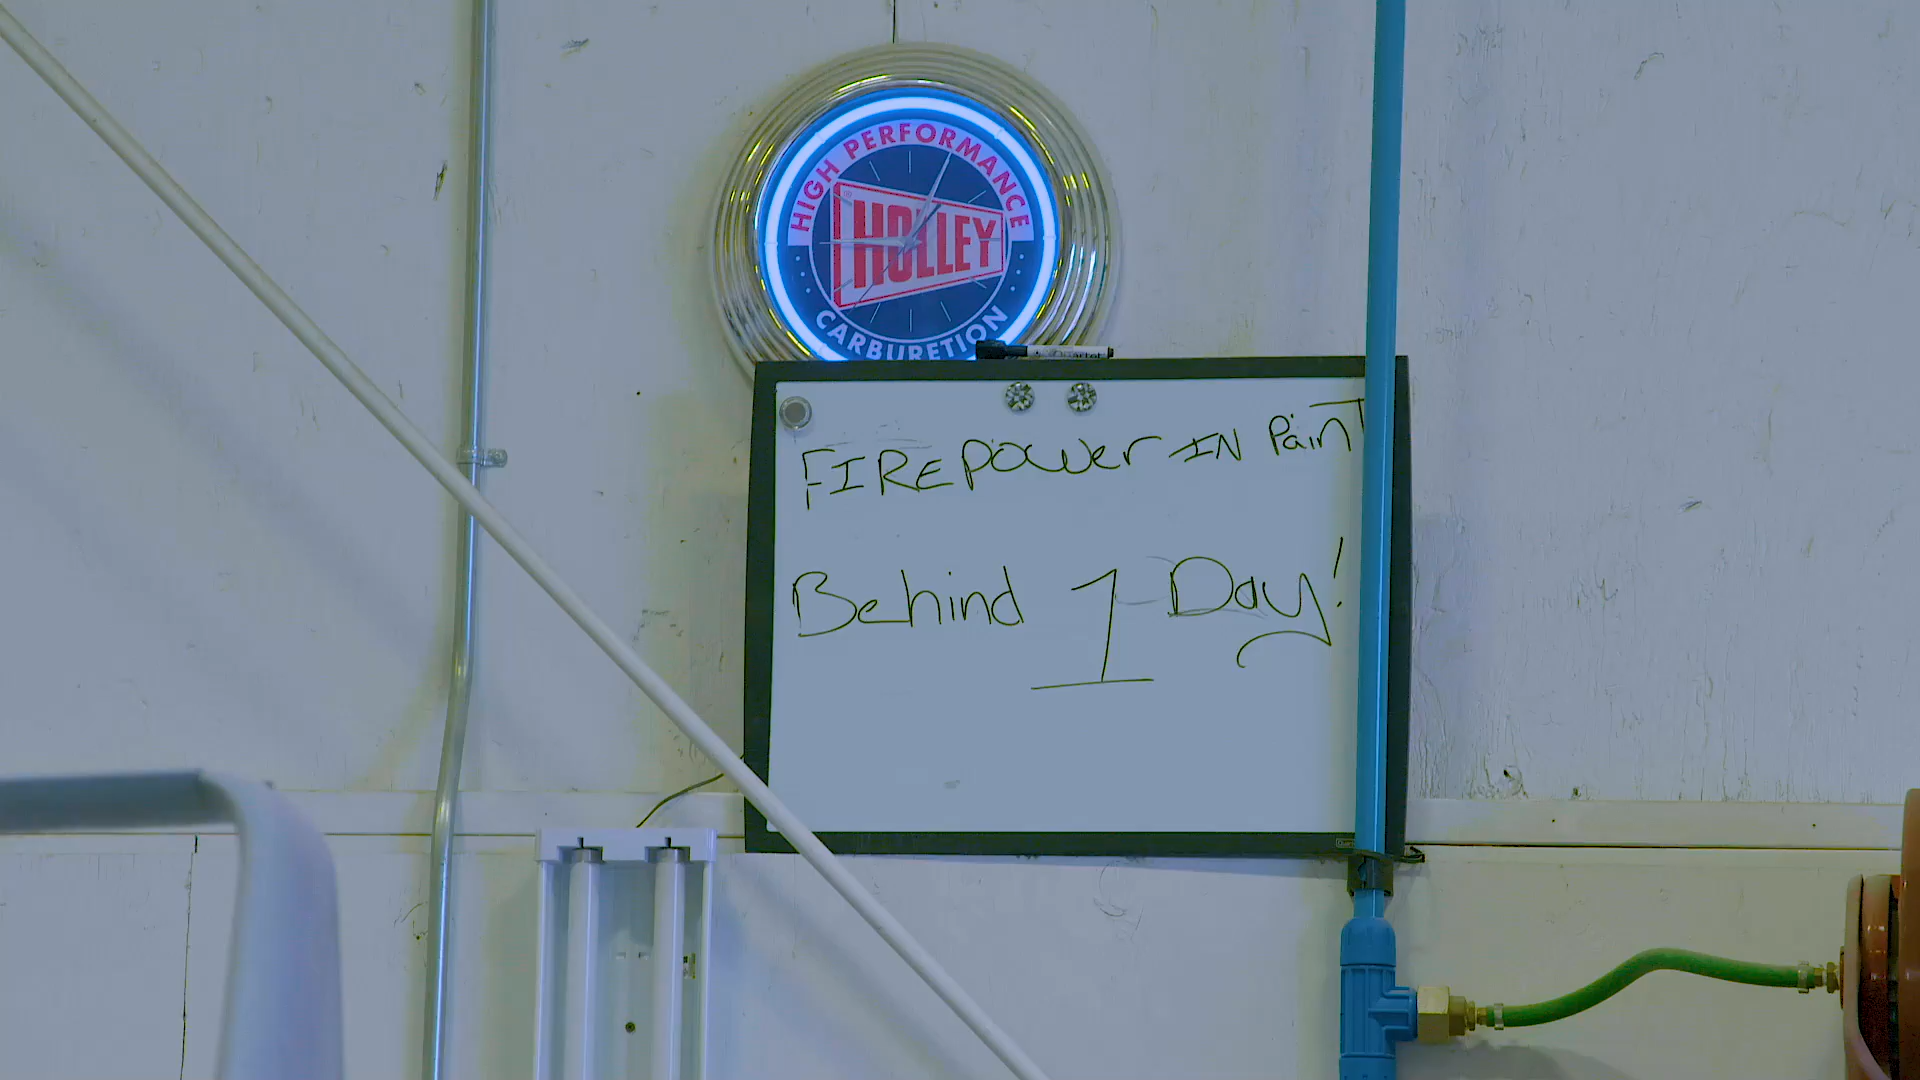 HIGH PERFORMANCE
HOLLEY
CARBURETION
FIREPOWER IN PainT
Behind 1 Day!